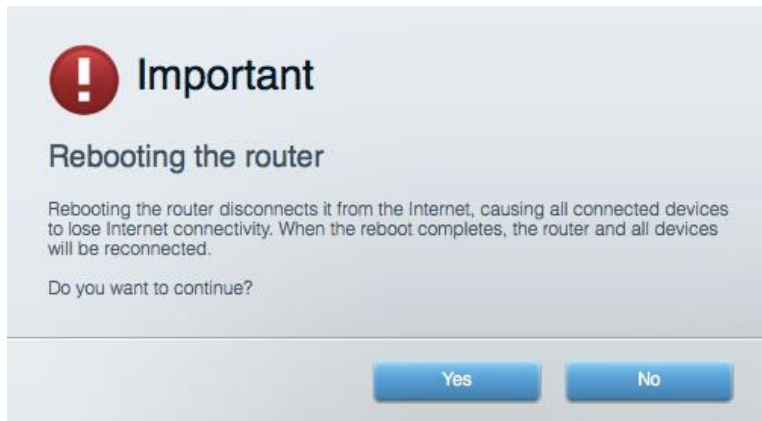 Important
Rebooting the router
Rebooting the router disconnects it from the Internet, causing all connected devices
to lose Internet connectivity. When the reboot completes, the router and all devices
will be reconnected.
Do you want to continue?
Yes
No